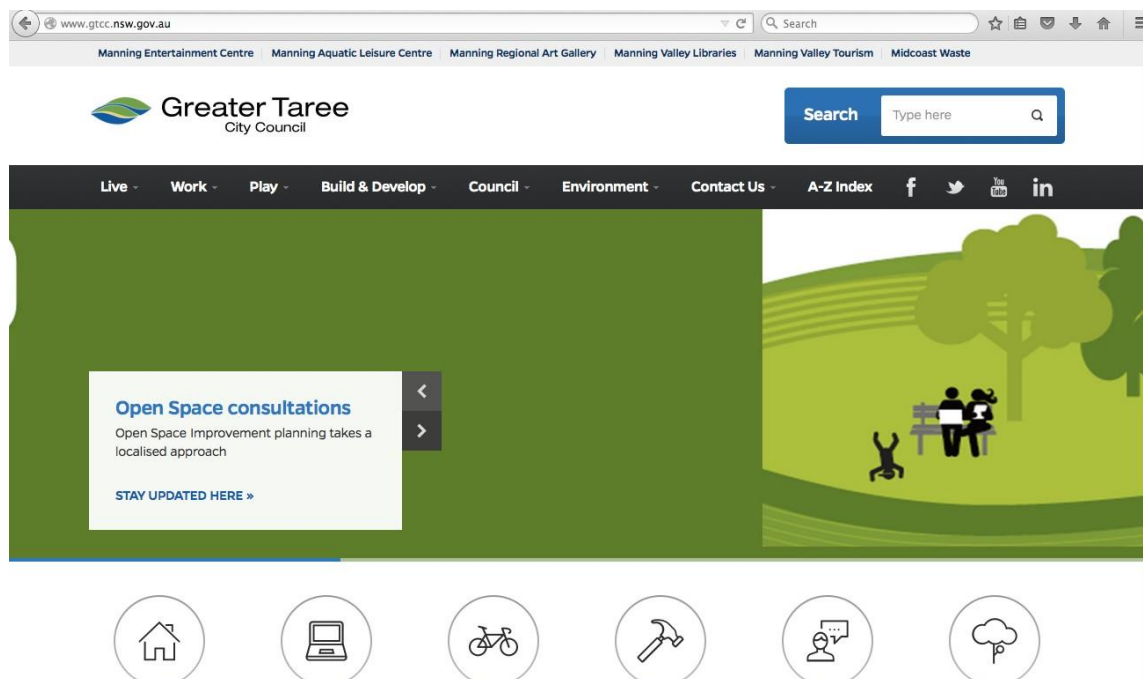 www.gtcc.nsw.gov.au
Search
Manning Entertainment Centre Manning Aquatic Leisure Centre Manning Regional Art Gallery Manning Valley Libraries Manning Valley Tourism Midcoast Waste
Greater Taree
City Council
Search Type here
Live Work Play Build & Develop Council Environment Contact Us A-Z Index f You Tube in
Open Space consultations
Open Space Improvement planning takes a
localised approach
STAY UPDATED HERE »